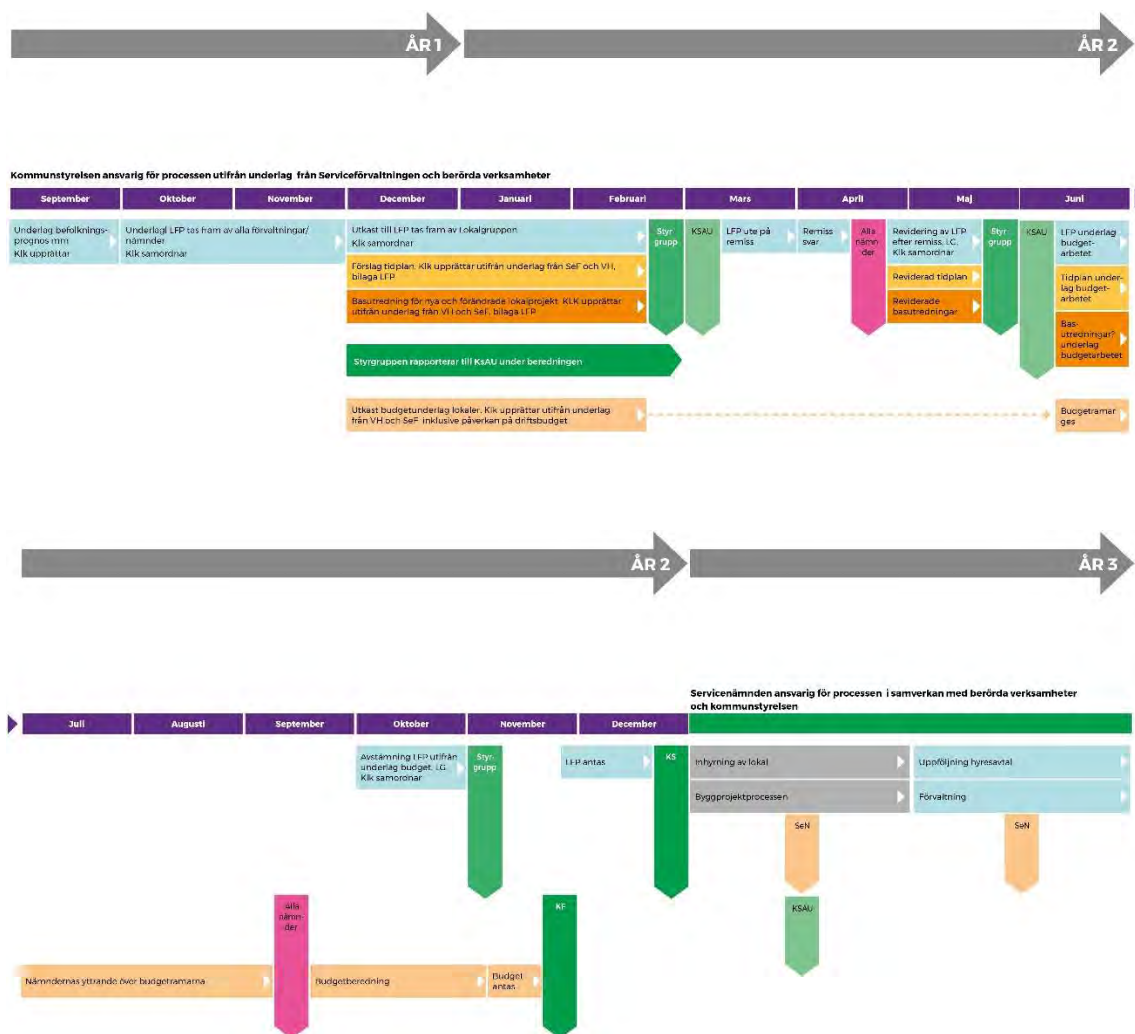 ÅR 1
ÅR 2
Kommunstyrelsen ansvarig för processen utifrån underlag från Serviceförvaltningen och berörda verksamheter
September
Oktober
November
December
Januari
Februari
Mars
April
Maj
Juni
Underlag befolknings-
prognos mm
Klk upprättar
Underlagl LFP tas fram av alla förvaltningar/
nämnder
Klk samordnar
Utkast till LFP tas fram av Lokalgruppen.
Klk samordnar
Styr
grupp
KSAU
LFP ute på
remiss
Remiss
svar
Alla
nämn-
der
Revidering av LFP
efter remiss, LG.
Klk samordnar
Styr
grupp
KSAU
LFP underlag
budget-
arbetet
Förslag tidplan. Klk upprättar utifrån underlag från SeF och VH,
bilaga LFP
Reviderad tidplan
Tidplan under-
lag budget-
arbetet
Basutredning för nya och förändrade lokalprojekt. KLK upprättar
utifrån underlag från VH och SeF, bilaga LFP
Reviderade
basutredningar
Bas-
utredningar?
underlag
budgetarbetet
Styrgruppen rapporterar till KsAU under beredningen
Utkast budgetunderlag lokaler. Klk upprättar utifrån underlag
från VH och SeF inklusive påverkan på driftsbudget
Budgetramar
ges
ÅR 2
ÅR 3
Servicenämnden ansvarig för processen i samverkan med berörda verksamheter
och kommunstyrelsen
Juli
Augusti
September
Oktober
November
December
Avstämning LFP utifrån
underlag budget, LG.
Klk samordnar
Styr-
grupp
LFP antas
KS
Inhyrning av lokal
Uppföljning hyresavtal
Byggprojektprocessen
Förvaltning
SeN
SeN
KSAU
Alla
nämn-
der
KF
Nämndernas yttrande över budgetramarna
Budgetberedning
Budget
antas